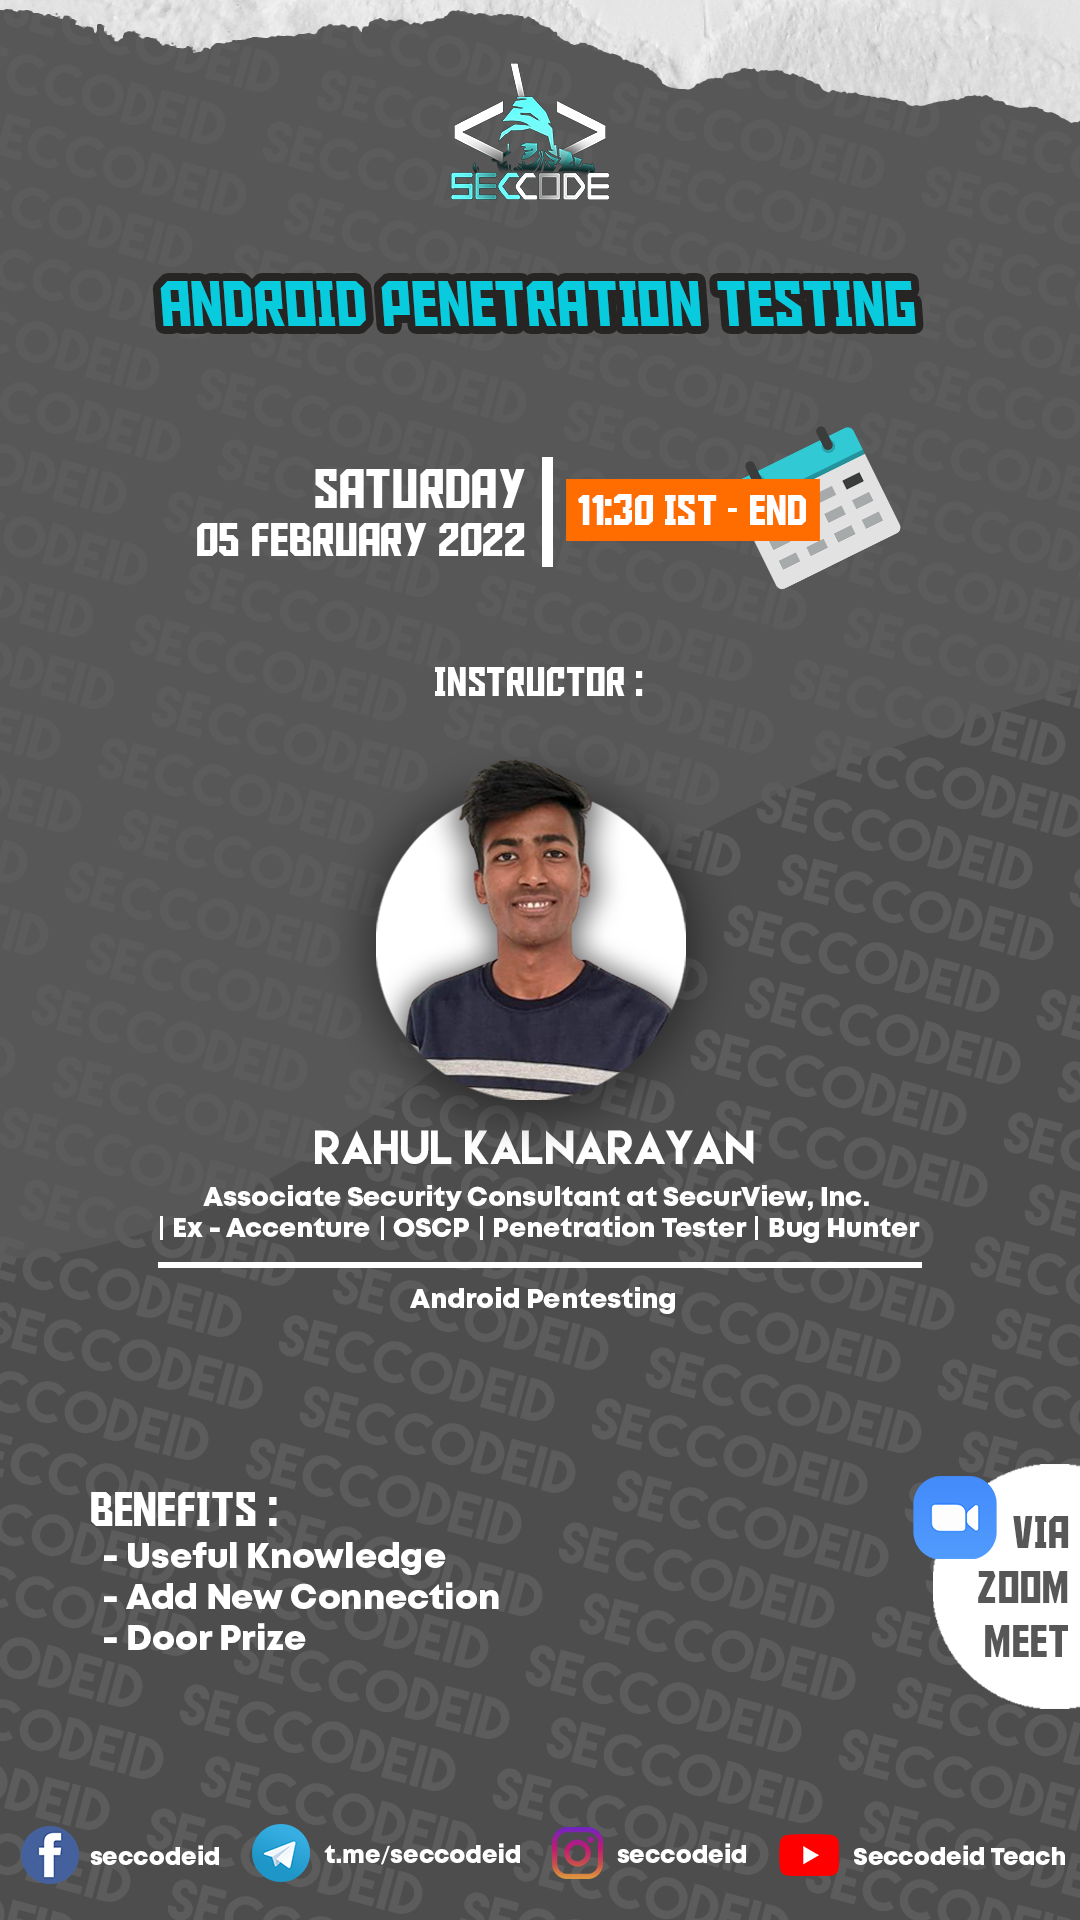 SECCODE
ANDROID PENETRATION TESTING
SATURDAY
05 FEBRUARY 2022
11:30 IST - END
INSTRUCTOR :
RAHUL KALNARAYAN
Associate Security Consultant at SecurView, Inc.
| Ex - Accenture | OSCP | Penetration Tester | Bug Hunter
Android Pentesting
BENEFITS :
- Useful Knowledge
- Add New Connection
- Door Prize
VIA
ZOOM
MEET
seccodeid
t.me/seccodeid
seccodeid
Seccodeid Teach
SECCODEID